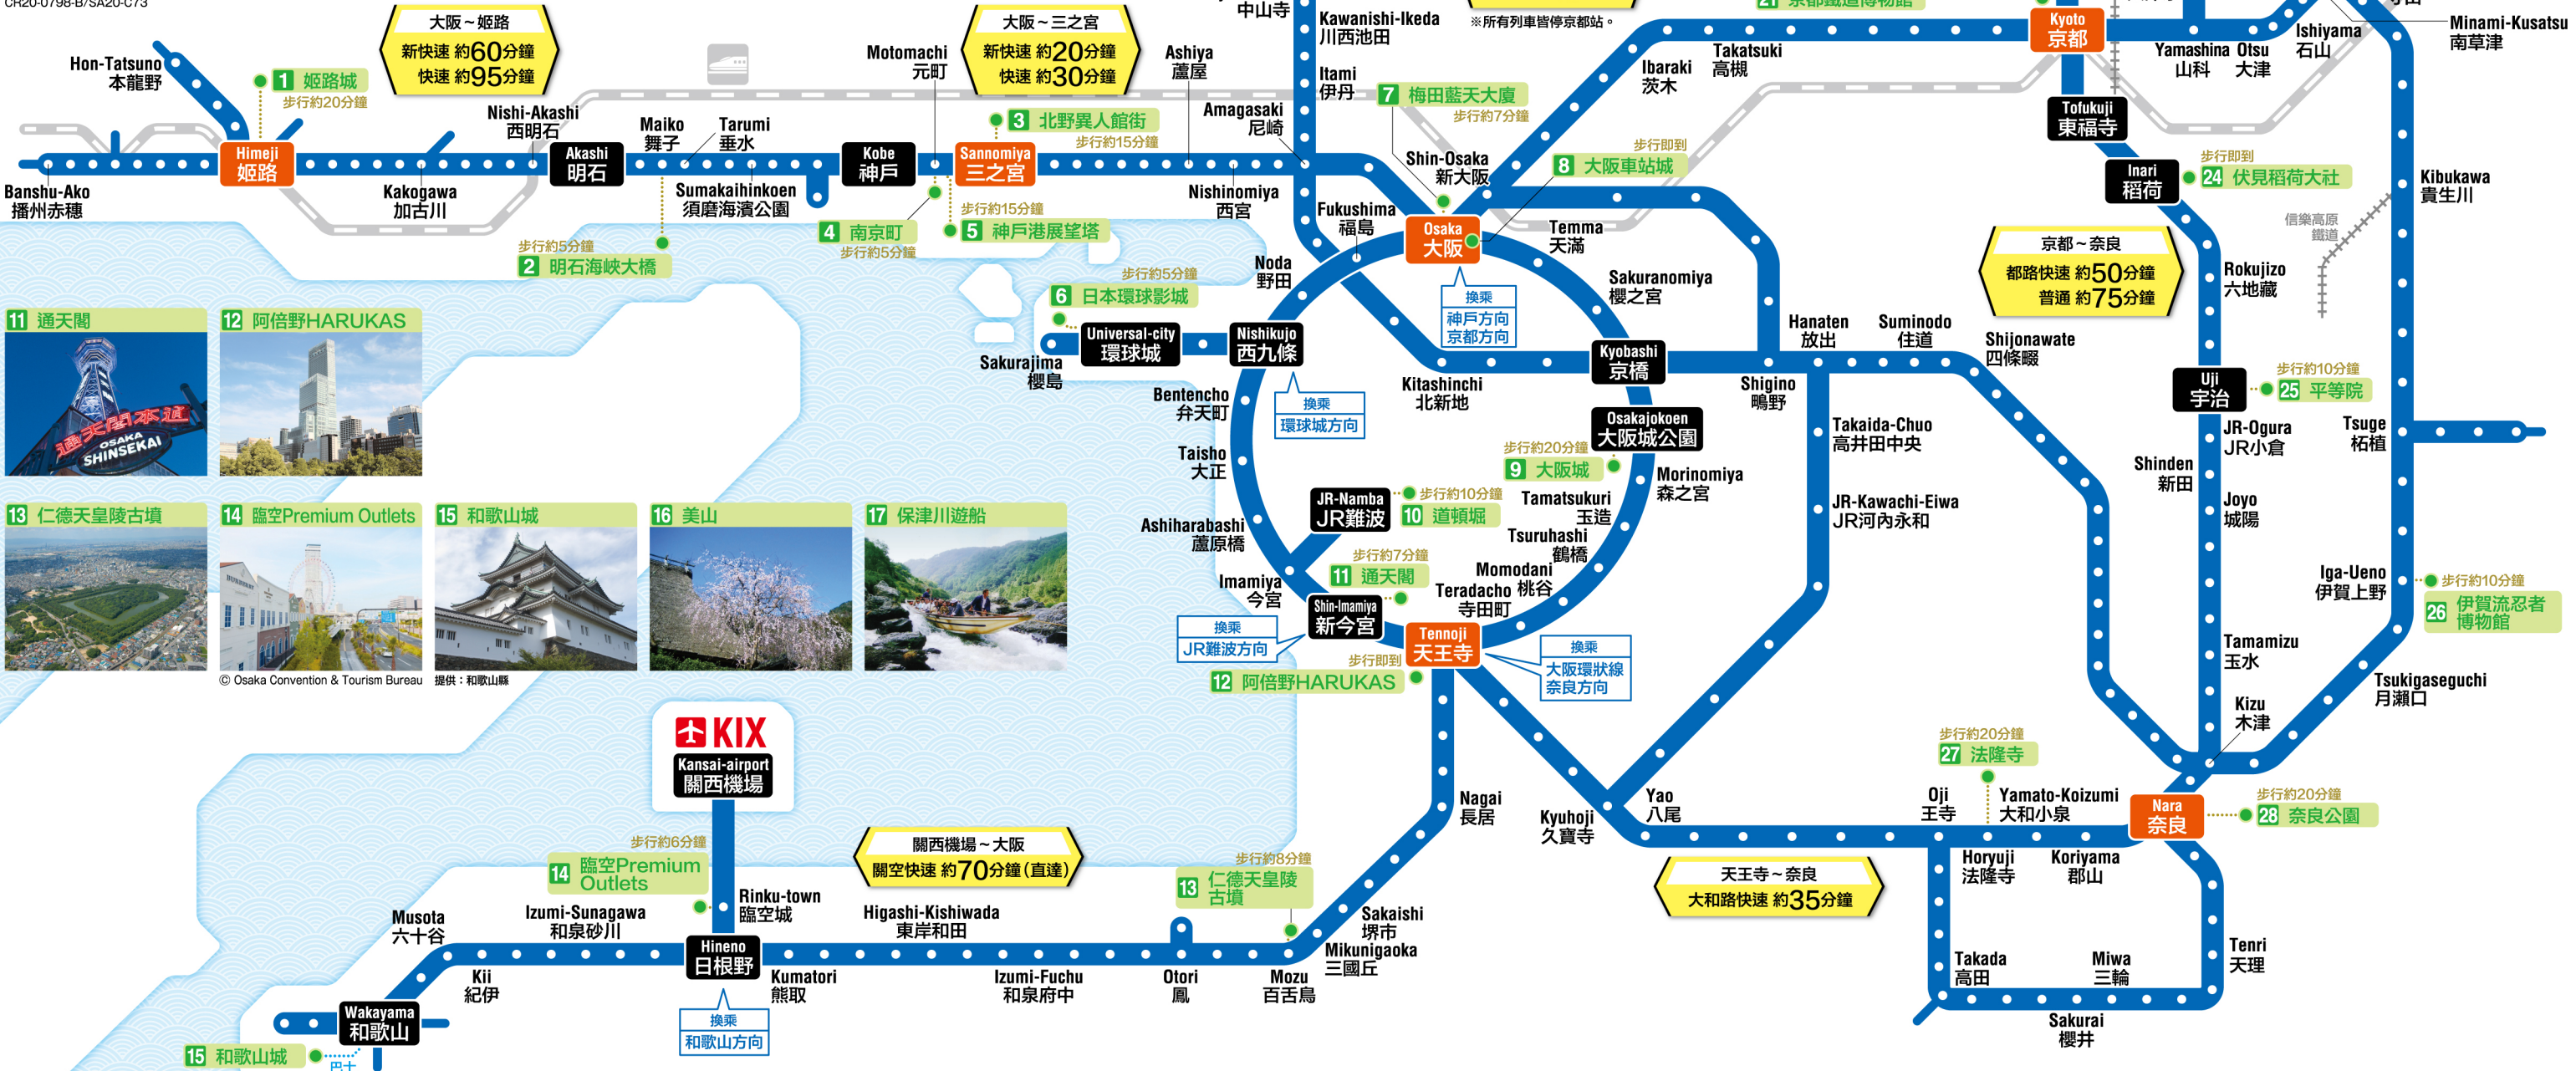 CR20-0798-B/SA20-C73
大阪～姬路
新快速 約60分鐘
快速 約95分鐘
大阪～三之宮
新快速 約20分鐘
快速 約30分鐘
中山寺
Kawanishi-Ikeda
川西池田
※所有列車皆停京都站。
21 京都鐵道博物館
Kyoto
京都
Yamashina
山科
Otsu
大津
Ishiyama
石山
Minami-Kusatsu
南草津
Hon-Tatsuno
本龍野
1 姬路城
步行約20分鐘
Nishi-Akashi
西明石
Maiko
舞子
Tarumi
垂水
Motomachi
元町
3 北野異人館街
步行約15分鐘
Ashiya
蘆屋
Amagasaki
尼崎
Itami
伊丹
7 梅田藍天大廈
步行約7分鐘
Ibaraki
茨木
Takatsuki
高槻
Tofukuji
東福寺
Shin-Osaka
新大阪
步行即到
8 大阪車站城
Himeji
姬路
Akashi
明石
Kobe
神戶
Sannomiya
三之宮
Banshu-Ako
播州赤穗
Kakogawa
加古川
Sumakaihinkoen
須磨海濱公園
4 南京町
步行約5分鐘
步行約15分鐘
5 神戶港展望塔
Nishinomiya
西宮
Fukushima
福島
Osaka
大阪
Temma
天滿
Inari
稻荷
步行即到
24 伏見稻荷大社
Kibukawa
貴生川
信樂高原
鐵道
步行約5分鐘
2 明石海峽大橋
步行約5分鐘
6 日本環球影城
Noda
野田
換乘
神戶方向
京都方向
Sakuranomiya
櫻之宮
京都～奈良
都路快速 約50分鐘
普通 約75分鐘
Rokujizo
六地藏
11 通天閣
12 阿倍野HARUKAS
通天閣本通
OSAKA
SHINSEKAI
Sakurajima
櫻島
Universal-city
環球城
Nishikujo
西九條
換乘
環球城方向
Kitashinchi
北新地
Kyobashi
京橋
Shigino
鴫野
Hanaten
放出
Suminodo
住道
Shijonawate
四條畷
Uji
宇治
步行約10分鐘
25 平等院
Bentencho
弁天町
Osakajokoen
大阪城公園
步行約20分鐘
9 大阪城
Takaida-Chuo
高井田中央
JR-Ogura
JR小倉
Tsuge
柘植
Taisho
大正
Morinomiya
森之宮
Shinden
新田
JR-Namba
JR難波
步行約10分鐘
10 道頓堀
Tamatsukuri
玉造
JR-Kawachi-Eiwa
JR河內永和
Joyo
城陽
13 仁德天皇陵古墳
14 臨空Premium Outlets
15 和歌山城
16 美山
17 保津川遊船
Ashiharabashi
蘆原橋
Tsuruhashi
鶴橋
步行約7分鐘
11 通天閣
Momodani
桃谷
Imamiya
今宮
Teradacho
寺田町
Iga-Ueno
伊賀上野
步行約10分鐘
26 伊賀流忍者
博物館
Shin-Imamiya
新今宮
Tennoji
天王寺
換乘
JR難波方向
換乘
大阪環狀線
奈良方向
步行即到
12 阿倍野HARUKAS
Tamamizu
玉水
Tsukigaseguchi
月瀨口
© Osaka Convention & Tourism Bureau
提供：和歌山縣
KIX
Kansai-airport
關西機場
Kizu
木津
步行約20分鐘
27 法隆寺
Nagai
長居
Kyuhoji
久寶寺
Yao
八尾
Oji
王寺
Yamato-Koizumi
大和小泉
Nara
奈良
步行約20分鐘
28 奈良公園
步行約6分鐘
14 臨空Premium
Outlets
關西機場～大阪
關空快速 約70分鐘（直達）
步行約8分鐘
13 仁德天皇陵
古墳
天王寺～奈良
大和路快速 約35分鐘
Horyuji
法隆寺
Koriyama
郡山
Rinku-town
臨空城
Musota
六十谷
Izumi-Sunagawa
和泉砂川
Higashi-Kishiwada
東岸和田
Sakaishi
堺市
Mikunigaoka
三國丘
Hineno
日根野
Kii
紀伊
Kumatori
熊取
Izumi-Fuchu
和泉府中
Otori
鳳
Mozu
百舌鳥
Takada
高田
Miwa
三輪
Tenri
天理
Sakurai
櫻井
Wakayama
和歌山
換乘
和歌山方向
15 和歌山城
巴士